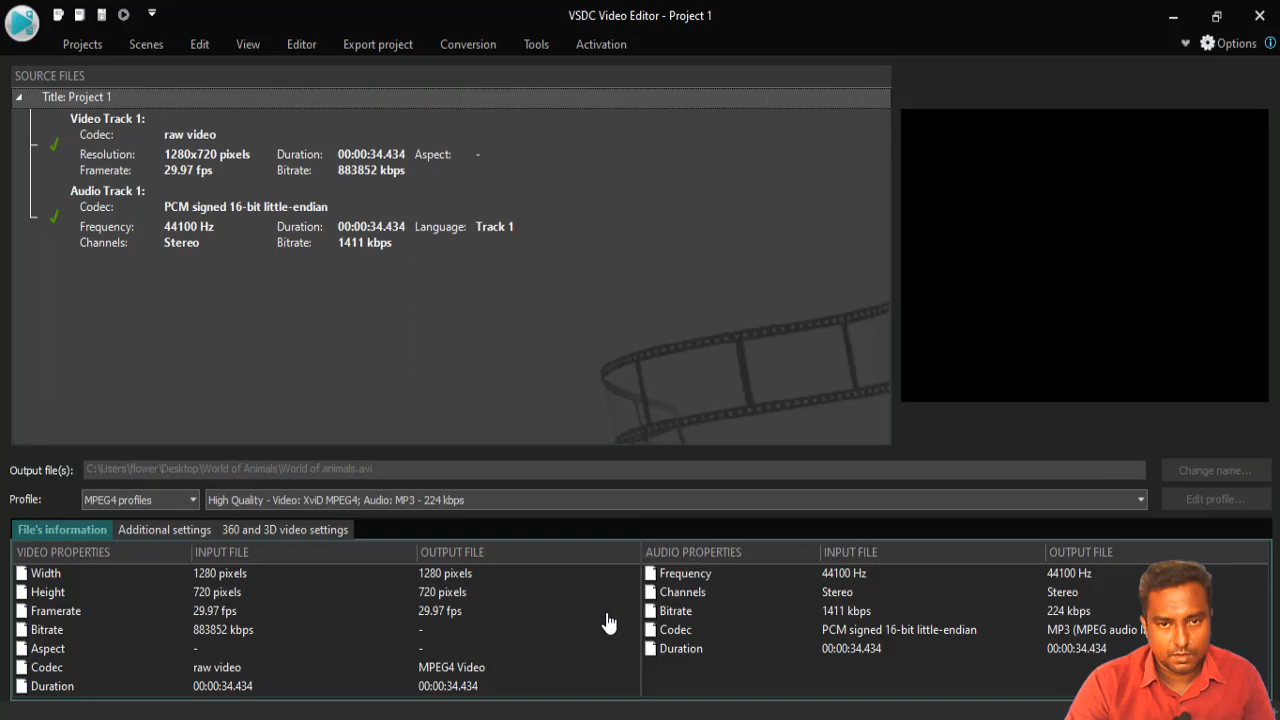 VSDC Video Editor - Project 1
Projects Scenes Edit View Editor Export project Conversion Tools Activation Options
SOURCE FILES
Title: Project 1
Video Track 1:
Codec: raw video
Resolution: 1280x720 pixels Duration: 00:00:34.434 Aspect: -
Framerate: 29.97 fps Bitrate: 883852 kbps
Audio Track 1:
Codec: PCM signed 16-bit little-endian
Frequency: 44100 Hz Duration: 00:00:34.434 Language: Track 1
Channels: Stereo Bitrate: 1411 kbps
Output file(s): C:\Users\flower\Desktop\World of Animals\World of animals.avi Change name...
Profile: MPEG4 profiles High Quality - Video: XviD MPEG4; Audio: MP3 - 224 kbps Edit profile...
File's information Additional settings 360 and 3D video settings
VIDEO PROPERTIES INPUT FILE OUTPUT FILE AUDIO PROPERTIES INPUT FILE OUTPUT FILE
Width 1280 pixels 1280 pixels Frequency 44100 Hz 44100 Hz
Height 720 pixels 720 pixels Channels Stereo Stereo
Framerate 29.97 fps 29.97 fps Bitrate 1411 kbps 224 kbps
Bitrate 883852 kbps - Codec PCM signed 16-bit little-endian MP3 (MPEG audio
Aspect - - Duration 00:00:34.434 00:00:34.434
Codec raw video MPEG4 Video
Duration 00:00:34.434 00:00:34.434